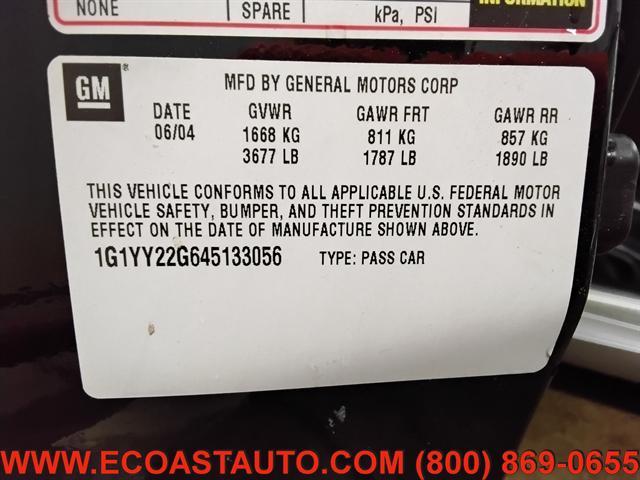 NONE SPARE kPa, PSI INFORMATION
GM ®
MFD BY GENERAL MOTORS CORP
DATE GVWR GAWR FRT GAWR RR
06/04 1668 KG 811 KG 857 KG
3677 LB 1787 LB 1890 LB
THIS VEHICLE CONFORMS TO ALL APPLICABLE U.S. FEDERAL MOTOR
VEHICLE SAFETY, BUMPER, AND THEFT PREVENTION STANDARDS IN
EFFECT ON THE DATE OF MANUFACTURE SHOWN ABOVE.
1G1YY22G645133056 TYPE: PASS CAR
WWW.ECOASTAUTO.COM (800) 869-0655